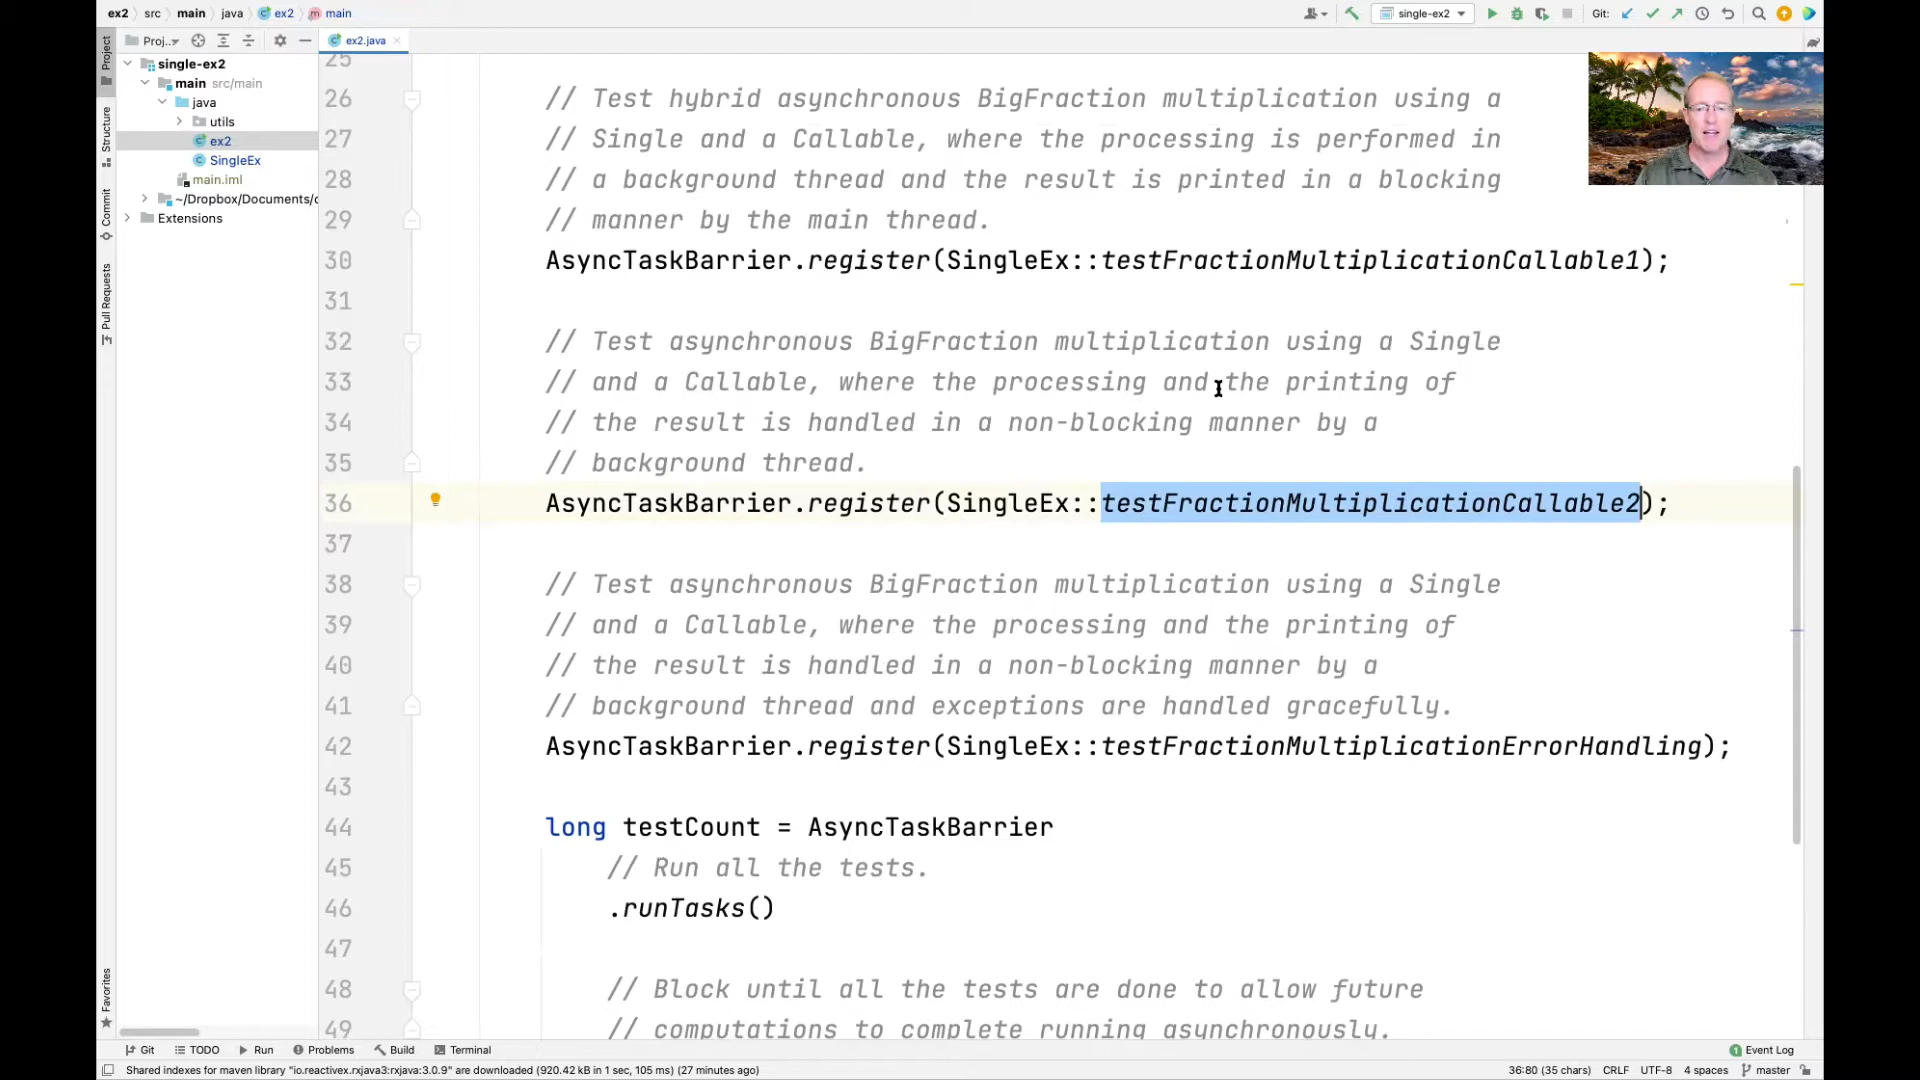 ex2 src main java ex2 main
single-ex2
Git:
Project
Structure
Commit
Pull Requests
Favorites
Proj..
single-ex2
main src/main
java
utils
ex2
SingleEx
main.iml
~/Dropbox/Documents/
Extensions
ex2.java
25
26 // Test hybrid asynchronous BigFraction multiplication using a
27 // Single and a Callable, where the processing is performed in
28 // a background thread and the result is printed in a blocking
29 // manner by the main thread.
30 AsyncTaskBarrier.register(SingleEx::testFractionMultiplicationCallable1);
31
32 // Test asynchronous BigFraction multiplication using a Single
33 // and a Callable, where the processing and the printing of
34 // the result is handled in a non-blocking manner by a
35 // background thread.
36 AsyncTaskBarrier.register(SingleEx::testFractionMultiplicationCallable2);
37
38 // Test asynchronous BigFraction multiplication using a Single
39 // and a Callable, where the processing and the printing of
40 // the result is handled in a non-blocking manner by a
41 // background thread and exceptions are handled gracefully.
42 AsyncTaskBarrier.register(SingleEx::testFractionMultiplicationErrorHandling);
43
44 long testCount = AsyncTaskBarrier
45 // Run all the tests.
46 .runTasks()
47
48 // Block until all the tests are done to allow future
49 // computations to complete running asynchronously.
Git TODO Run Problems Build Terminal 1 Event Log
Shared indexes for maven library "io.reactivex.rxjava3:rxjava:3.0.9" are downloaded (920.42 kB in 1 sec, 105 ms) (27 minutes ago) 36:80 (35 chars) CRLF UTF-8 4 spaces master